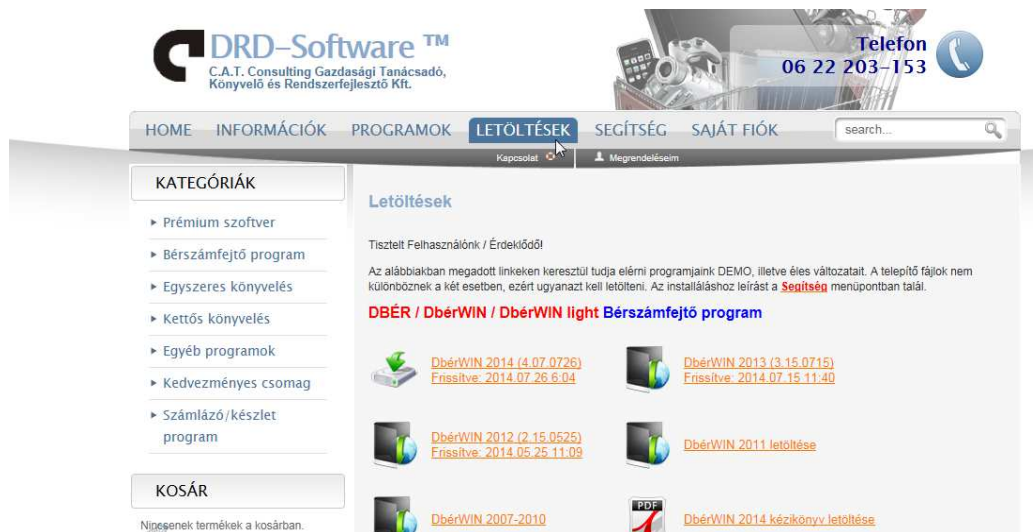 DRD-Software ™
C.A.T. Consulting Gazdasági Tanácsadó,
Könyvelő és Rendszerfejlesztő Kft.
Telefon
06 22 203-153
HOME INFORMÁCIÓK PROGRAMOK LETÖLTÉSEK SEGÍTSÉG SAJÁT FIÓK search...
Kapcsolat Megrendeléseim
KATEGÓRIÁK
Prémium szoftver
Bérszámfejtő program
Egyszeres könyvelés
Kettős könyvelés
Egyéb programok
Kedvezményes csomag
Számlázó/készlet
program
KOSÁR
termékek a kosárban.
Letöltések
Tisztelt Felhasználónk / Érdeklődő!
Az alábbiakban megadott linkeken keresztül tudja elérni programjaink DEMO, illetve éles változatait. A telepítő fájlok nem
különböznek a két esetben, ezért ugyanazt kell letölteni. Az installáláshoz leírást a Segítség menüpontban talál.
DBÉR / DbérWIN / DbérWIN light Bérszámfejtő program
DbérWIN 2014 (4.07.0726)
Frissítve: 2014.07.26 6:04
DbérWIN 2013 (3.15.0715)
Frissítve: 2014.07.15 11:40
DbérWIN 2012 (2.15.0525)
Frissítve: 2014.05.25 11:09
DbérWIN 2011 letöltése
DbérWIN 2007-2010
PDF
DbérWIN 2014 kézikönyv letöltése